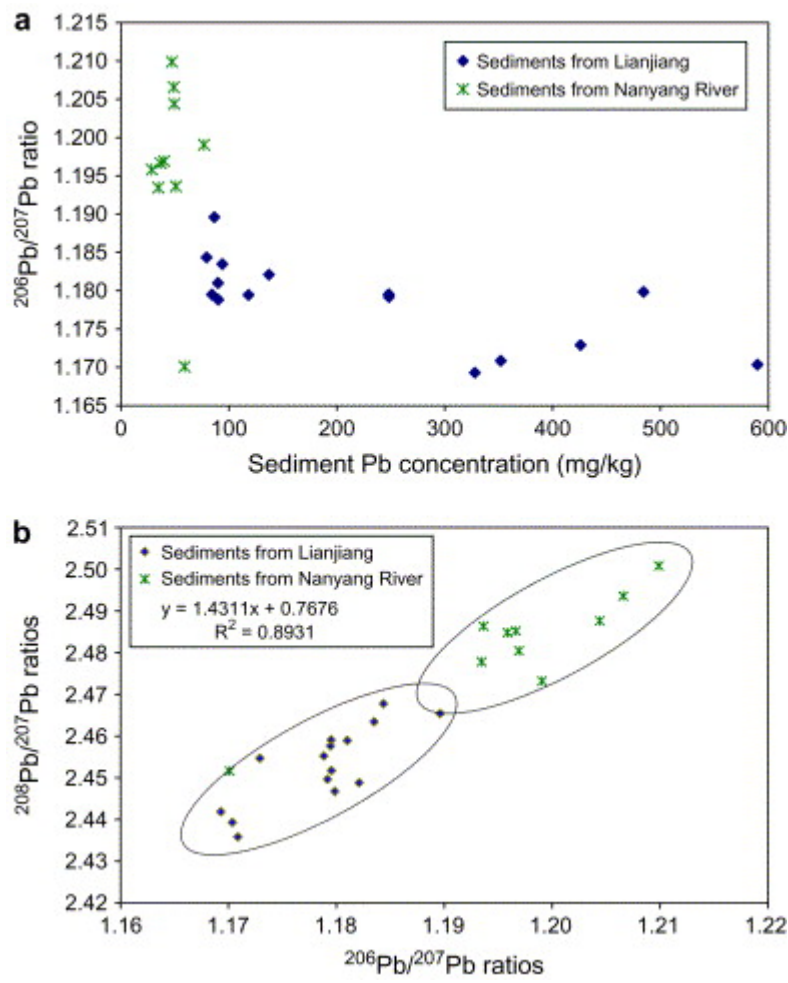 a
1.215
1.210
1.205
1.200
1.195
1.190
1.185
1.180
1.175
1.170
1.165
²⁰⁶Pb/²⁰⁷Pb ratio
Sediments from Lianjiang
Sediments from Nanyang River
0 100 200 300 400 500 600
Sediment Pb concentration (mg/kg)
b
2.51
2.50
2.49
2.48
2.47
2.46
2.45
2.44
2.43
2.42
²⁰⁸Pb/²⁰⁷Pb ratios
Sediments from Lianjiang
Sediments from Nanyang River
y = 1.4311x + 0.7676
R² = 0.8931
1.16 1.17 1.18 1.19 1.20 1.21 1.22
²⁰⁶Pb/²⁰⁷Pb ratios